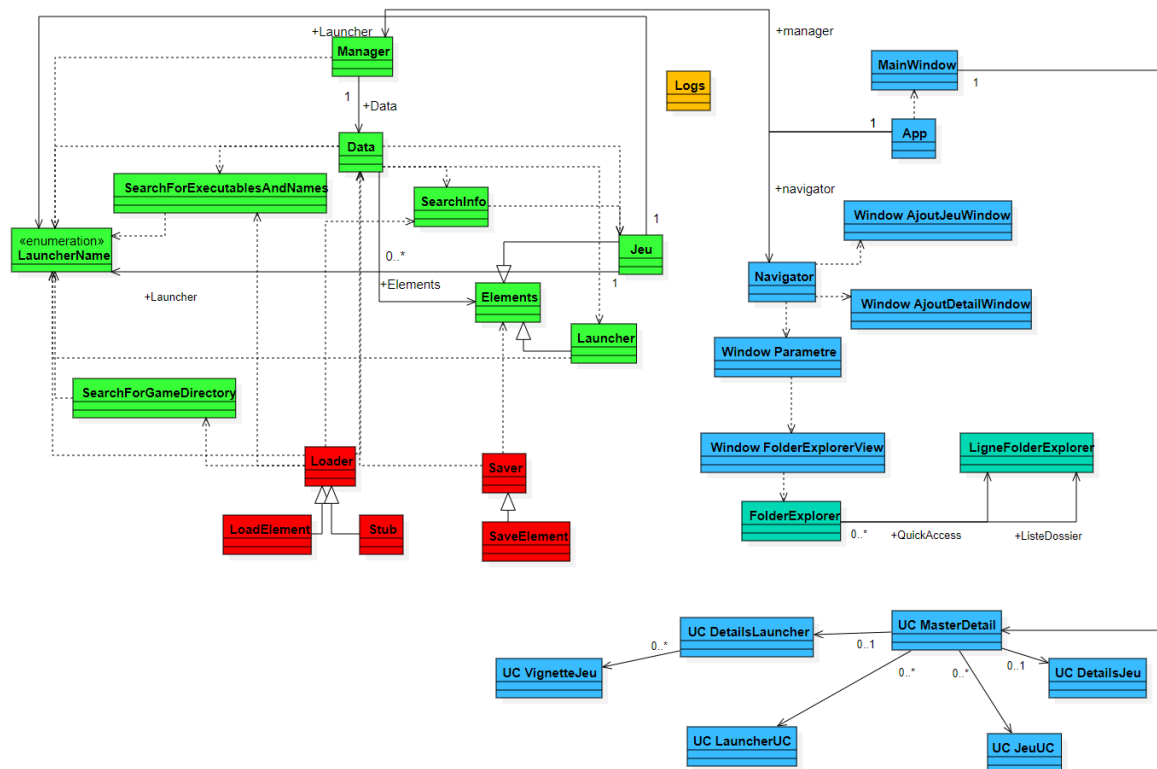 +Launcher
+manager
Manager
MainWindow
1
Logs
1
+Data
1
App
Data
SearchForExecutablesAndNames
+navigator
SearchInfo
Window AjoutJeuWindow
1
«enumeration»
LauncherName
0..*
Jeu
Navigator
+Launcher
+Elements
1
Elements
Window AjoutDetailWindow
Launcher
Window Parametre
SearchForGameDirectory
Window FolderExplorerView
LigneFolderExplorer
Loader
Saver
FolderExplorer
LoadElement
Stub
SaveElement
0..*
+QuickAccess
+ListeDossier
UC DetailsLauncher
UC MasterDetail
0..*
0..1
0..1
UC VignetteJeu
0..*
0..*
UC DetailsJeu
UC LauncherUC
UC JeuUC